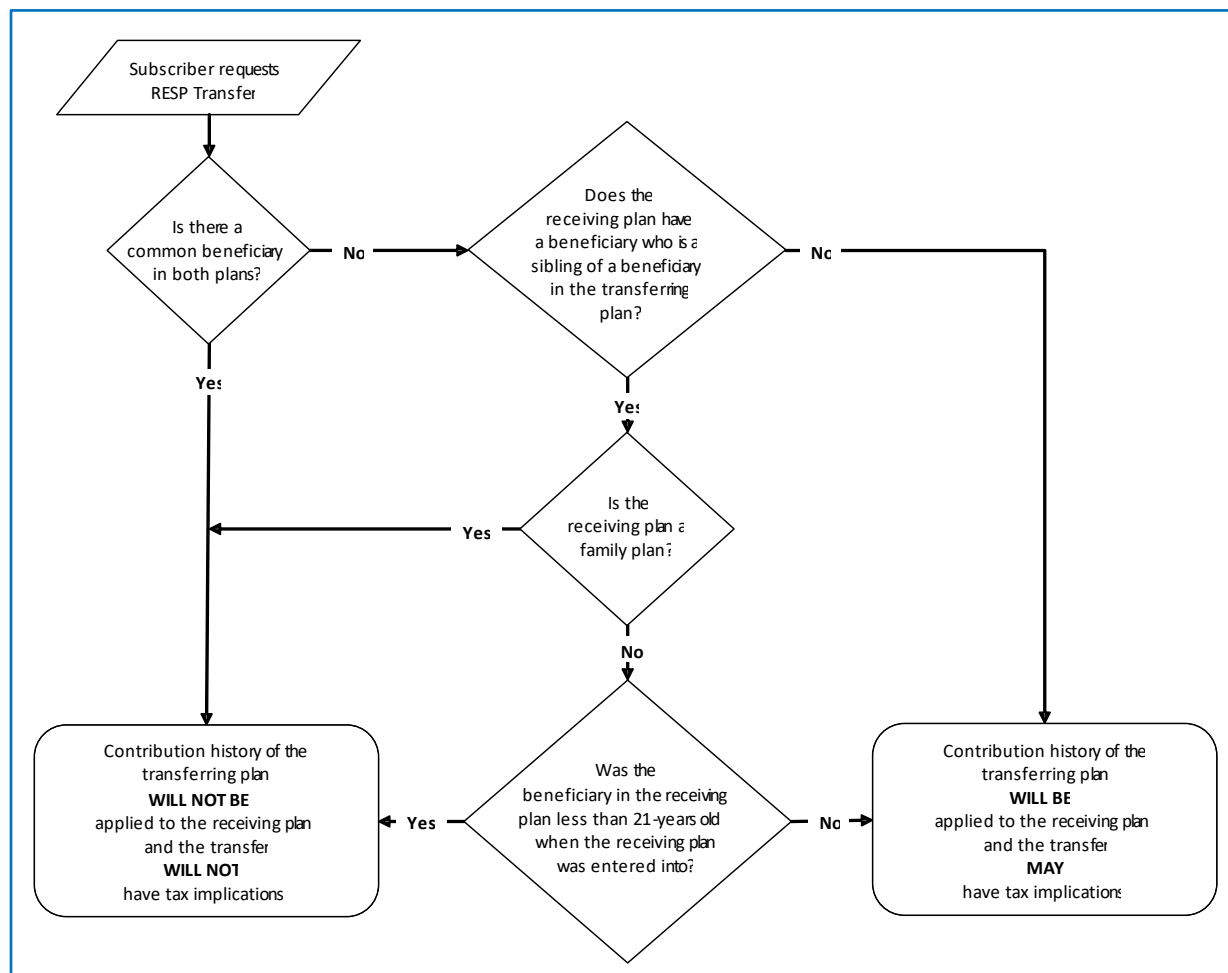 Subscriber requests
RESP Transfer
Is there a
common beneficiary
in both plans?
No
Does the
receiving plan have
a beneficiary who is a
sibling of a beneficiary
in the transferring
plan?
No
Yes
Yes
Is the
receiving plan a
family plan?
Yes
No
Contribution history of the
transferring plan
WILL NOT BE
applied to the receiving plan
and the transfer
WILL NOT
have tax implications
Yes
Was the
beneficiary in the receiving
plan less than 21-years old
when the receiving plan
was entered into?
No
Contribution history of the
transferring plan
WILL BE
applied to the receiving plan
and the transfer
MAY
have tax implications